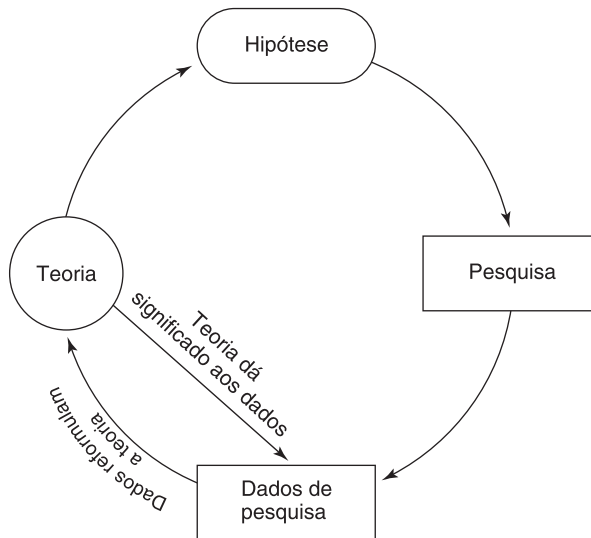 Hipótese
Pesquisa
Teoria
Teoria dá
significado aos dados
Dados reformulam
a teoria
Dados de
pesquisa